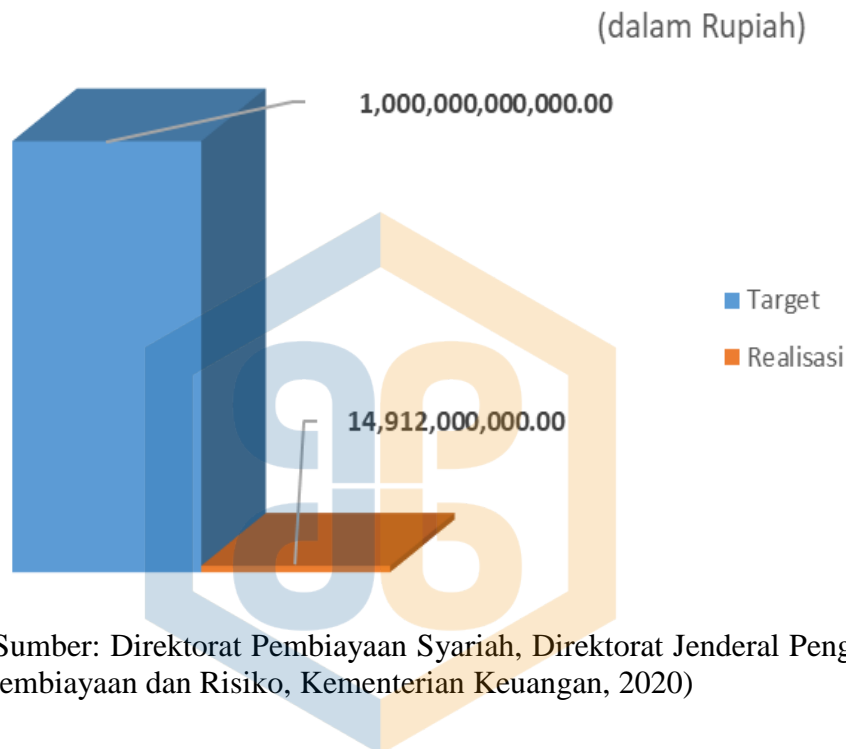 (dalam Rupiah)
1,000,000,000,000.00
Target
Realisasi
14,912,000,000.00
Sumber: Direktorat Pembiayaan Syariah, Direktorat Jenderal Peng
embiayaan dan Risiko, Kementerian Keuangan, 2020)